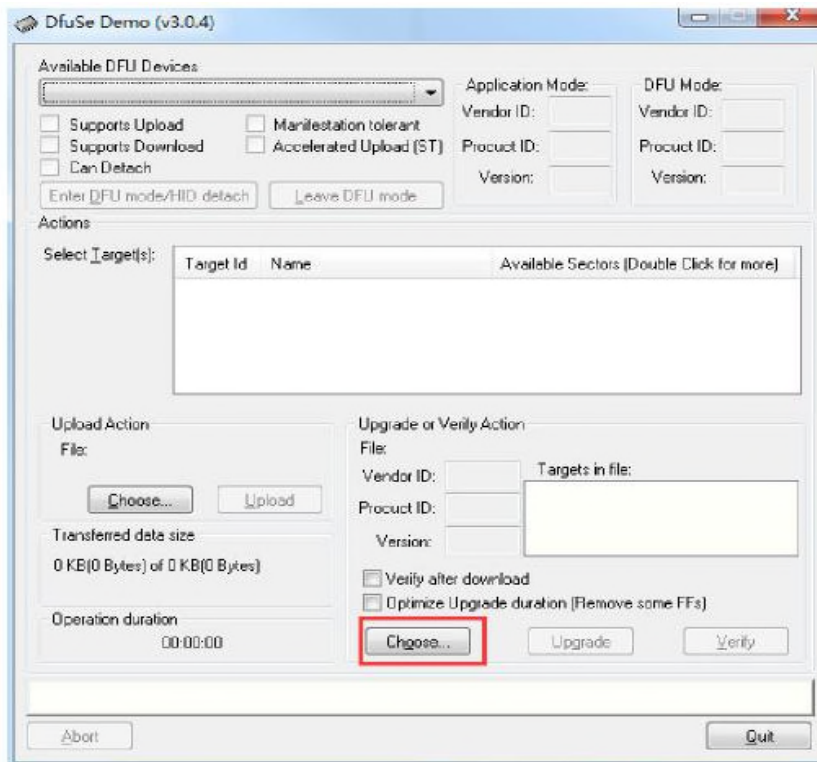 DfuSe Demo (v3.0.4)
Available DFU Devices
Application Mode:
DFU Mode:
Supports Upload
Manifestation tolerant
Supports Download
Accelerated Upload (ST)
Can Detach
Vendor ID:
Vendor ID:
Procuct ID:
Procuct ID:
Version:
Version:
Enter DFU mode/HID detach
Leave DFU mode
Actions
Select Target(s):
Target Id Name Available Sectors (Double Click for more)
Upload Action
File:
Choose... Upload
Transferred data size
0 KB(0 Bytes) of 0 KB(0 Bytes)
Operation duration
00:00:00
Upgrade or Verify Action
File:
Vendor ID:
Targets in file:
Procuct ID:
Version:
Verify after download
Optimize Upgrade duration (Remove some FFs)
Choose... Upgrade Verify
Abort Quit